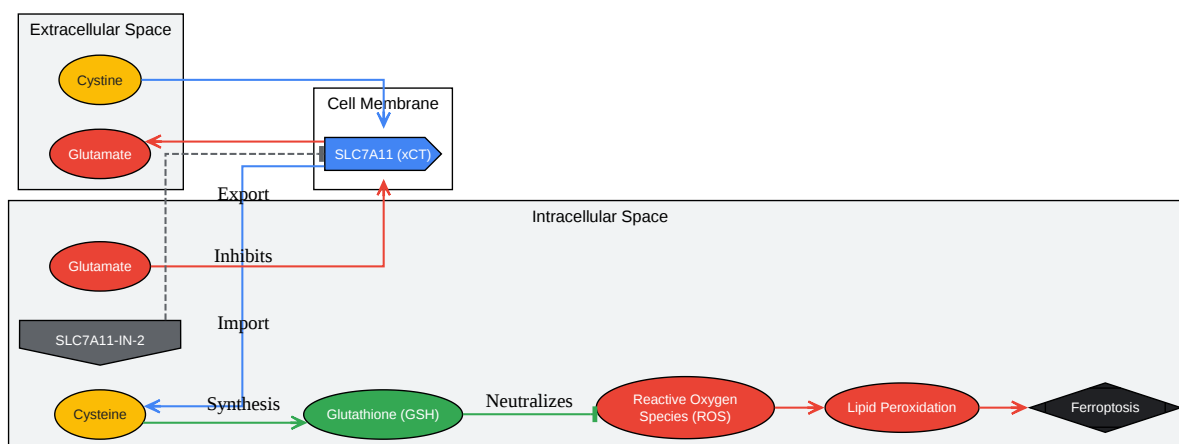 Extracellular Space
Cystine
Cell Membrane
Glutamate
SLC7A11 (xCT)
Export
Intracellular Space
Glutamate
Inhibits
Import
SLC7A11-IN-2
Cysteine
Synthesis
Glutathione (GSH)
Neutralizes
Reactive Oxygen
Species (ROS)
Lipid Peroxidation
Ferroptosis